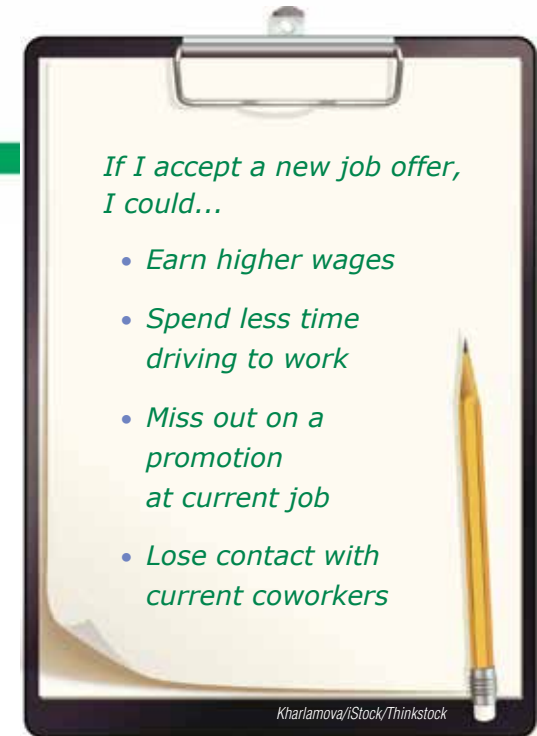 If I accept a new job offer,
I could...
• Earn higher wages
• Spend less time
driving to work
• Miss out on a
promotion
at current job
• Lose contact with
current coworkers
Kharlamova/iStock/Thinkstock